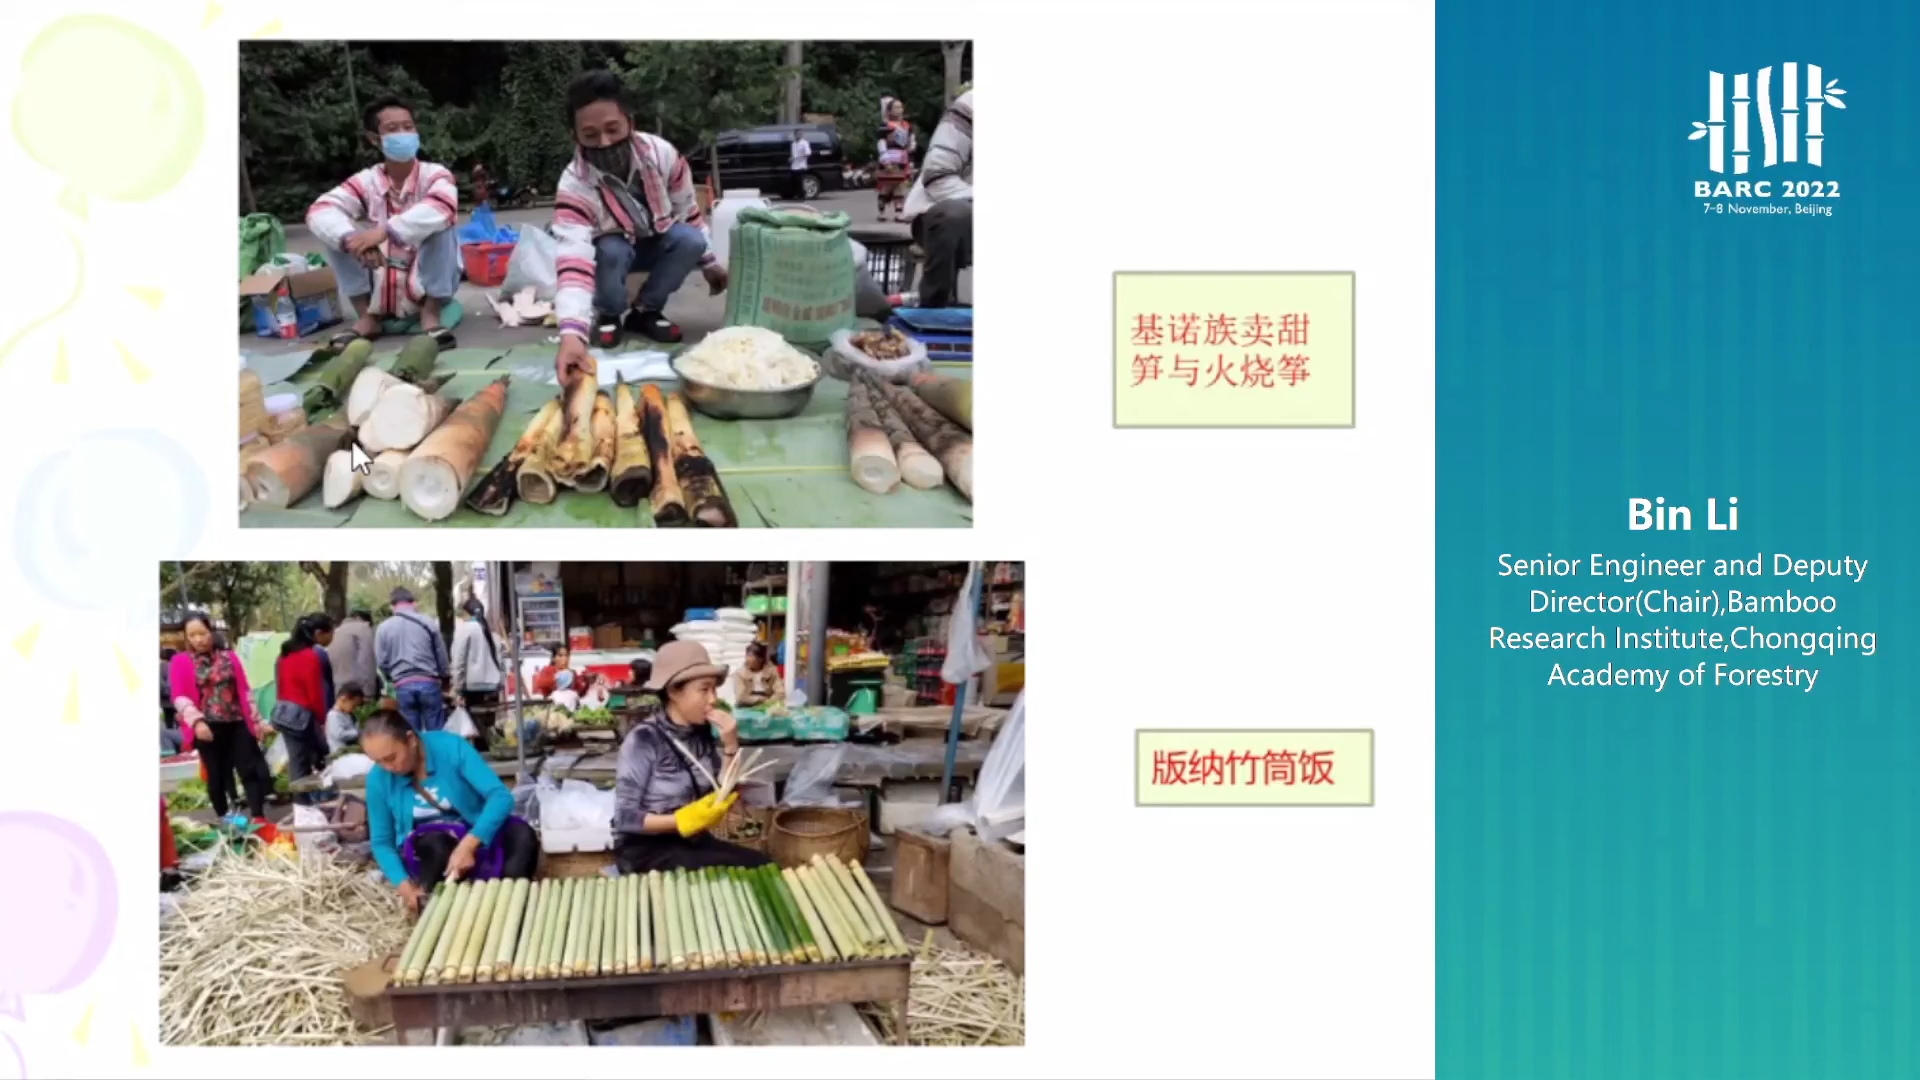 基诺族卖甜
笋与火烧筝
版纳竹筒饭
BARC 2022
7-8 November, Beijing
Bin Li
Senior Engineer and Deputy
Director(Chair),Bamboo
Research Institute,Chongqing
Academy of Forestry